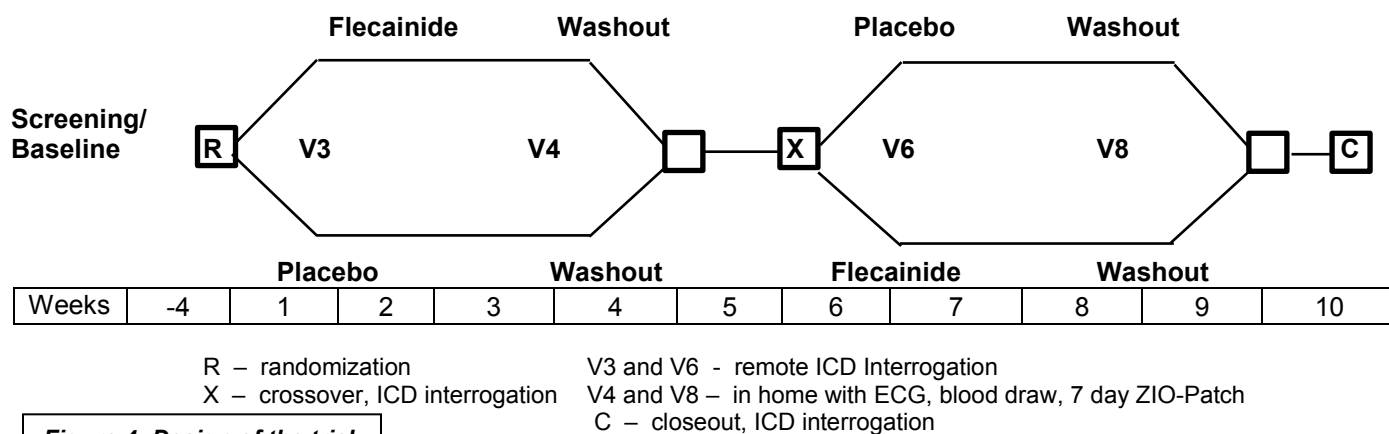 Flecainide Washout Placebo Washout
Screening/
Baseline R V3 V4 X V6 V8 C
Placebo Washout Flecainide Washout
Weeks -4 1 2 3 4 5 6 7 8 9 10
R – randomization V3 and V6 - remote ICD Interrogation
X – crossover, ICD interrogation V4 and V8 – in home with ECG, blood draw, 7 day ZIO-Patch
C – closeout, ICD interrogation